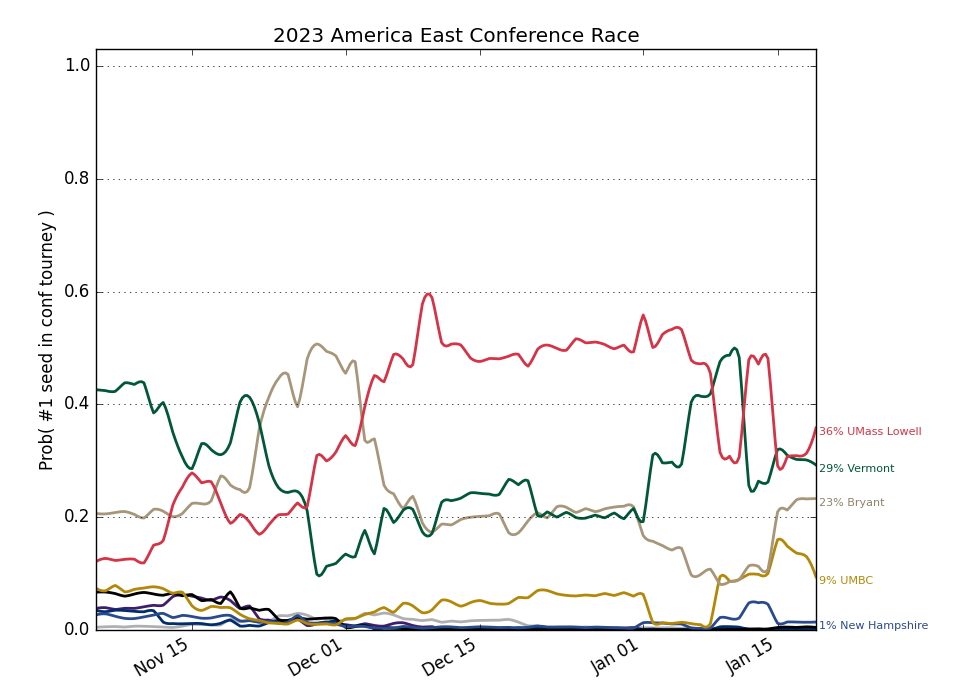 2023 America East Conference Race
Prob( #1 seed in conf tourney )
1.0
0.8
0.6
0.4
0.2
0.0
36% UMass Lowell
29% Vermont
23% Bryant
9% UMBC
1% New Hampshire
Nov 15
Dec 01
Dec 15
Jan 01
Jan 15